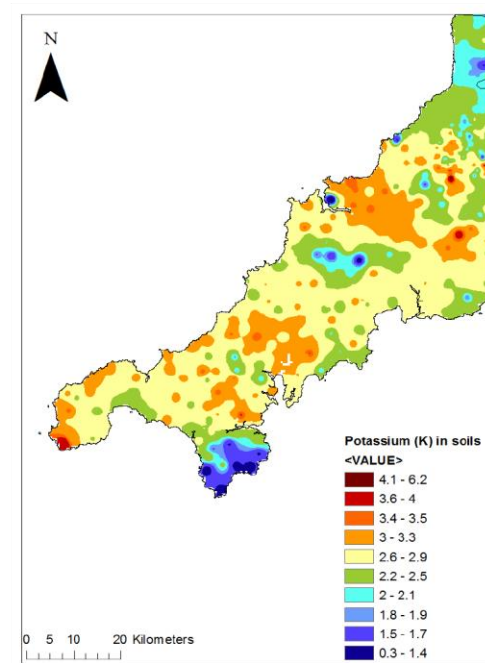 N
Potassium (K) in soils
<VALUE>
4.1 - 6.2
3.6 - 4
3.4 - 3.5
3 - 3.3
2.6 - 2.9
2.2 - 2.5
2 - 2.1
1.8 - 1.9
1.5 - 1.7
0.3 - 1.4
0 5 10 20 Kilometers